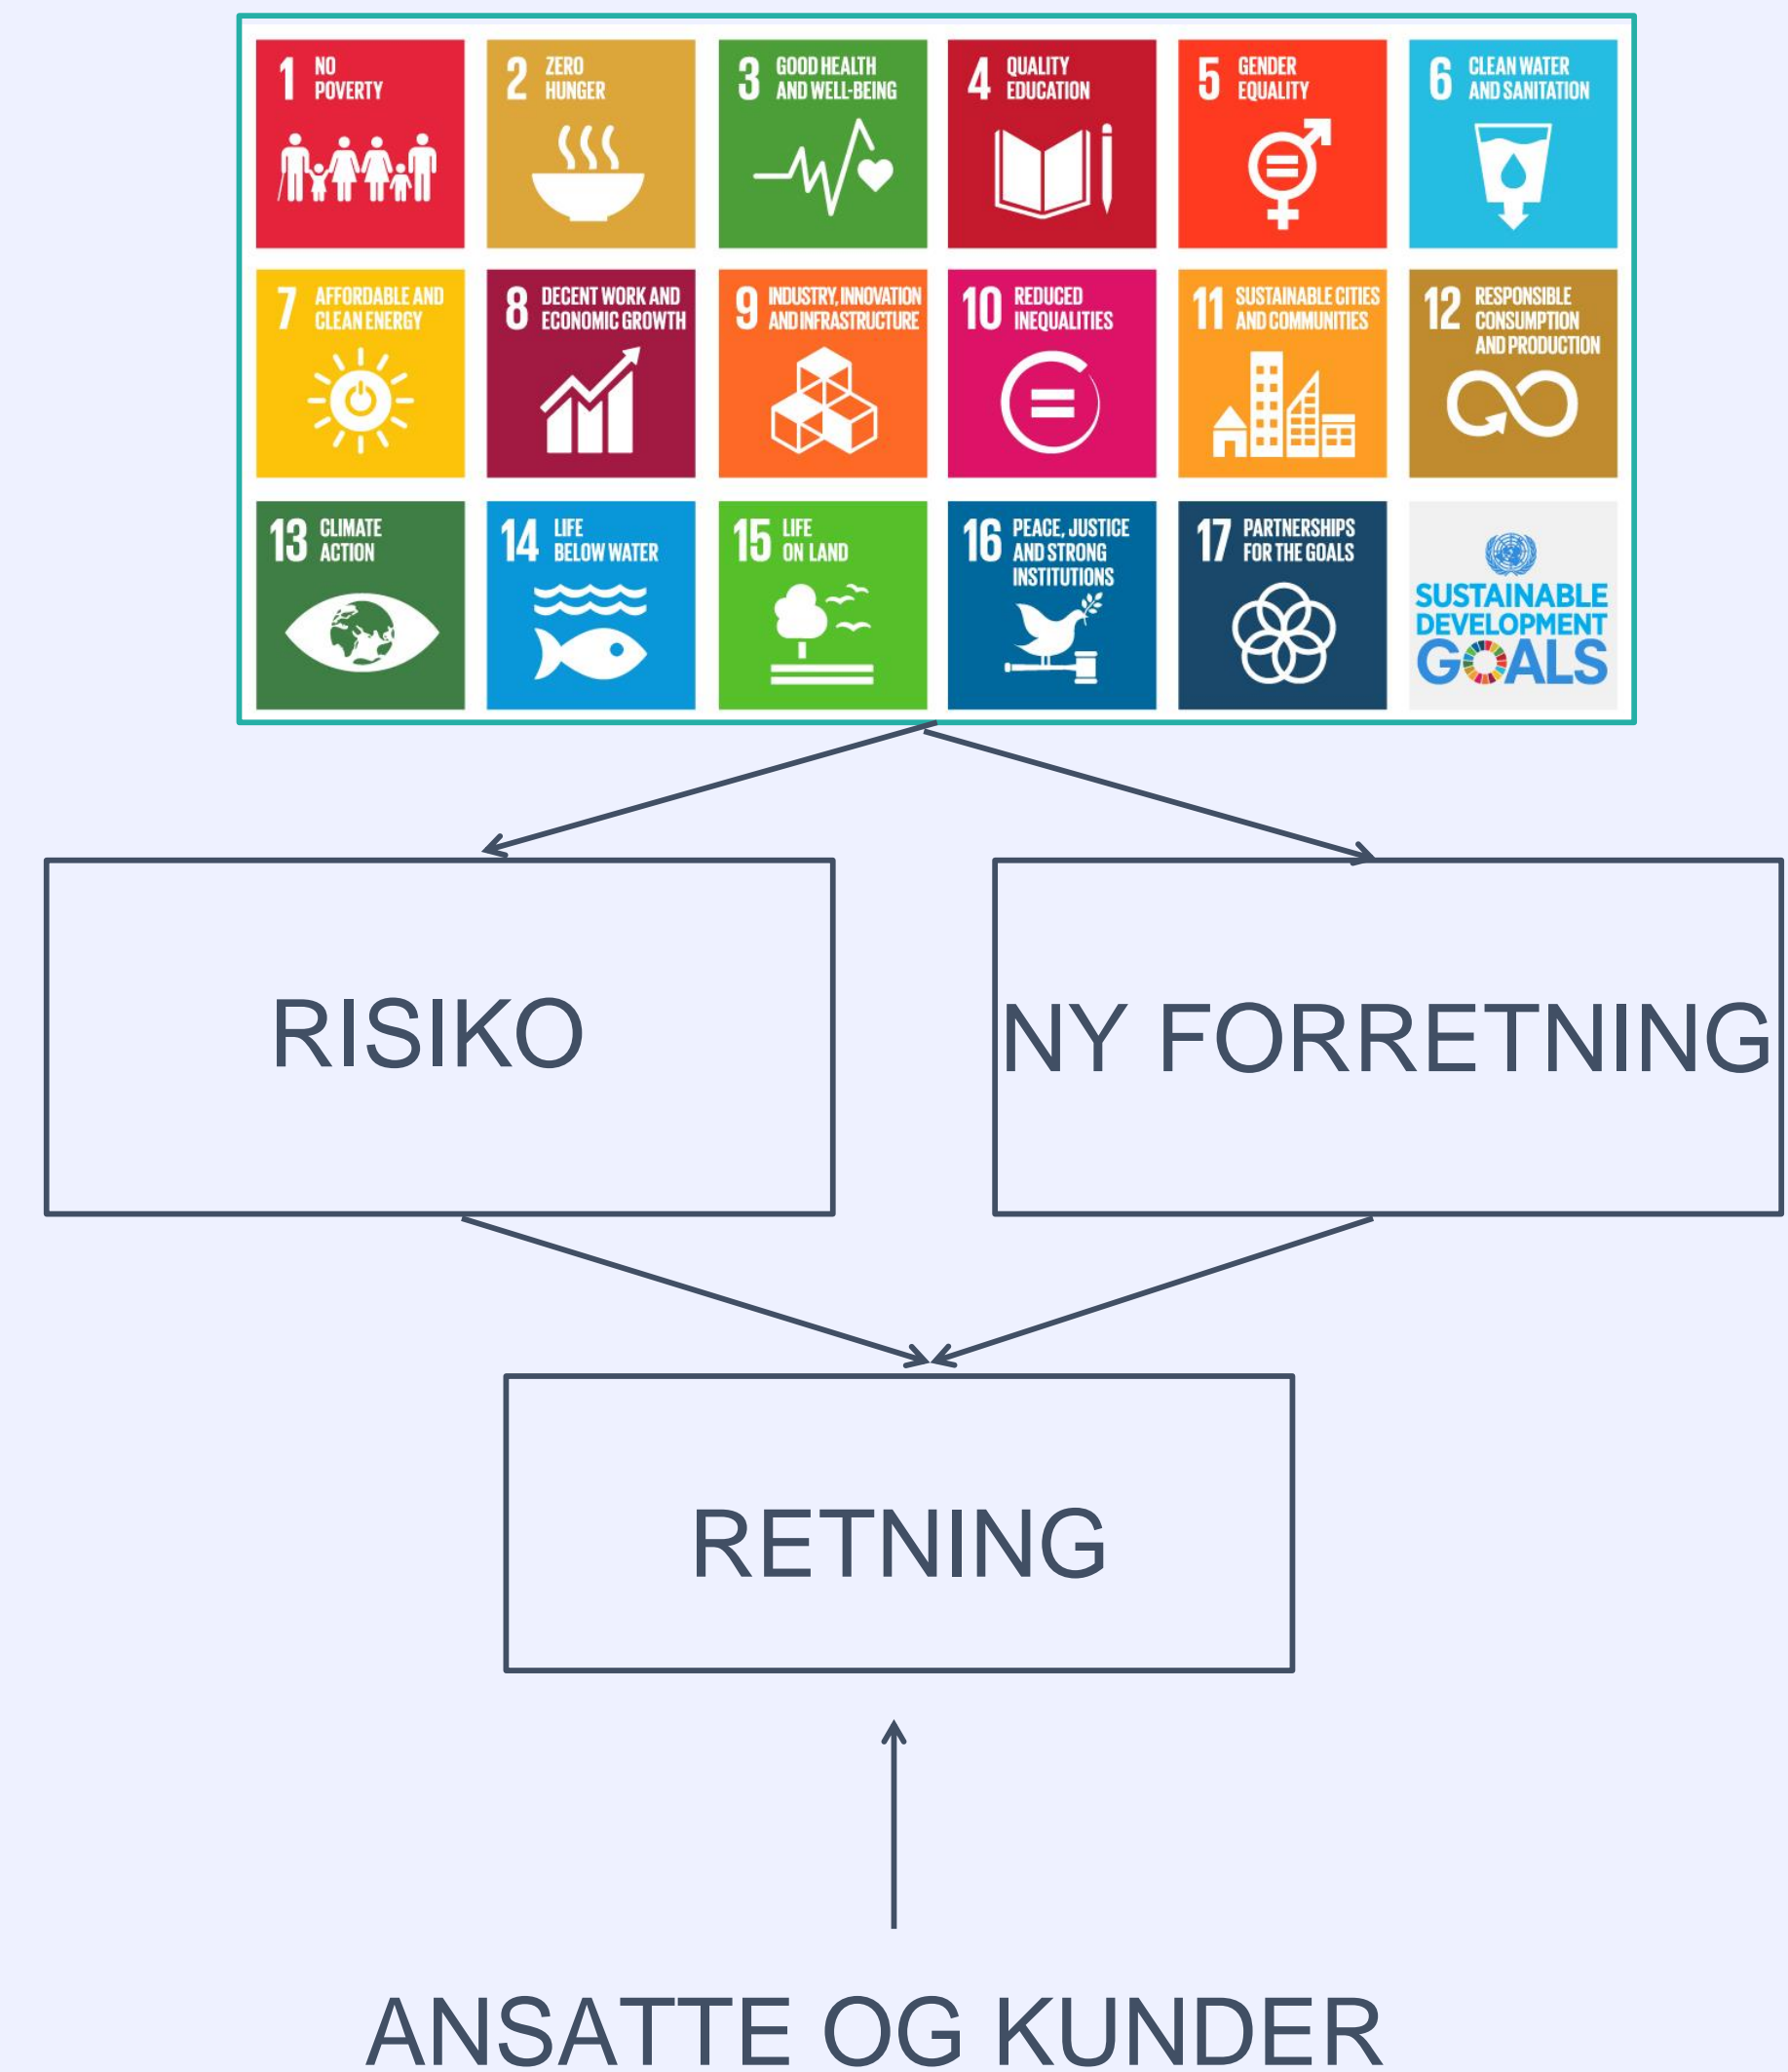 1 NO
POVERTY
2 ZERO
HUNGER
3 GOOD HEALTH
AND WELL-BEING
4 QUALITY
EDUCATION
5 GENDER
EQUALITY
6 CLEAN WATER
AND SANITATION
7 AFFORDABLE AND
CLEAN ENERGY
8 DECENT WORK AND
ECONOMIC GROWTH
9 INDUSTRY, INNOVATION
AND INFRASTRUCTURE
10 REDUCED
INEQUALITIES
11 SUSTAINABLE CITIES
AND COMMUNITIES
12 RESPONSIBLE
CONSUMPTION
AND PRODUCTION
13 CLIMATE
ACTION
14 LIFE
BELOW WATER
15 LIFE
ON LAND
16 PEACE, JUSTICE
AND STRONG
INSTITUTIONS
17 PARTNERSHIPS
FOR THE GOALS
SUSTAINABLE
DEVELOPMENT
GOALS
RISIKO
NY FORRETNING
RETNING
ANSATTE OG KUNDER